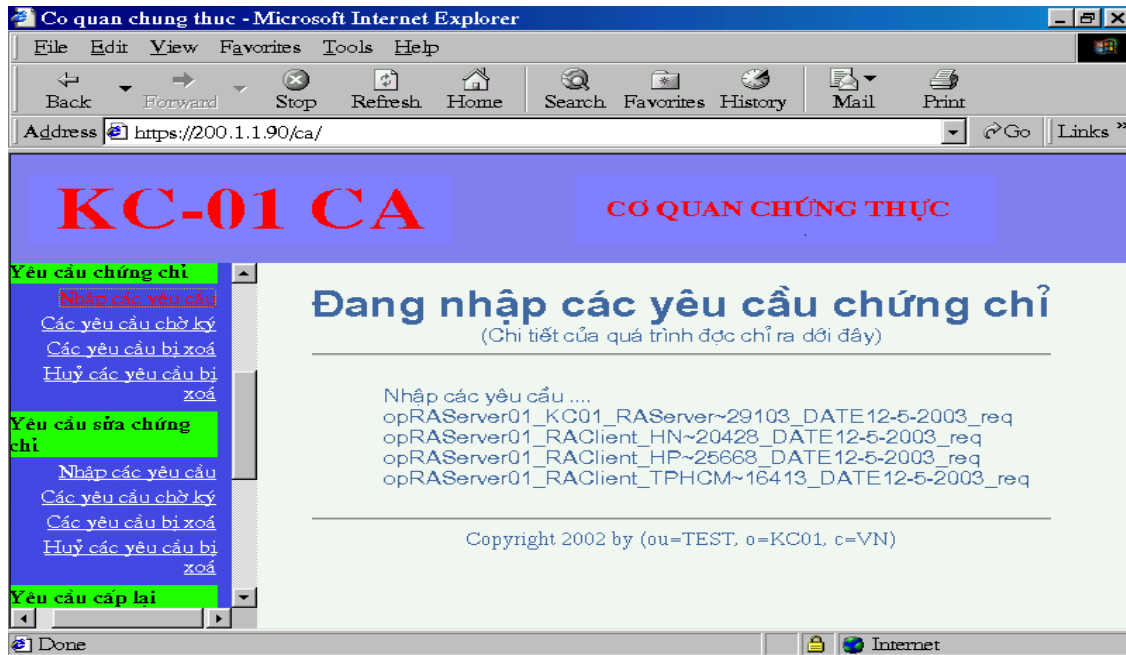 Co quan chung thuc - Microsoft Internet Explorer
File Edit View Favorites Tools Help
Back Forward Stop Refresh Home Search Favorites History Mail Print
Address https://200.1.1.90/ca/ Go Links »
KC-01 CA
CƠ QUAN CHỨNG THỰC
Yêu cầu chứng chỉ
Nhập các yêu cầu
Các yêu cầu chờ ký
Các yêu cầu bị xoá
Huỷ các yêu cầu bị
xoá
Yêu cầu sửa chứng
chỉ
Nhập các yêu cầu
Các yêu cầu chờ ký
Các yêu cầu bị xoá
Huỷ các yêu cầu bị
xoá
Yêu cầu cấp lại
Đang nhập các yêu cầu chứng chỉ
(Chi tiết của quá trình đợc chỉ ra dới đây)
Nhập các yêu cầu ....
opRAServer01_KC01_RAServer~29103_DATE12-5-2003_req
opRAServer01_RAClient_HN~20428_DATE12-5-2003_req
opRAServer01_RAClient_HP~25668_DATE12-5-2003_req
opRAServer01_RAClient_TPHCM~16413_DATE12-5-2003_req
Copyright 2002 by (ou=TEST, o=KC01, c=VN)
Done
Internet